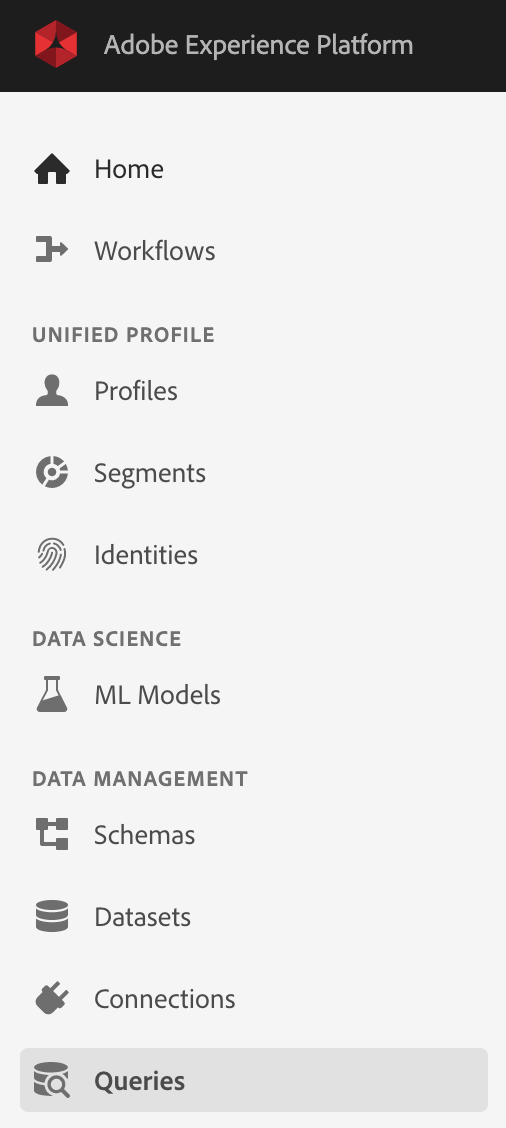 Adobe Experience Platform
Home
Workflows
UNIFIED PROFILE
Profiles
Segments
Identities
DATA SCIENCE
ML Models
DATA MANAGEMENT
Schemas
Datasets
Connections
Queries